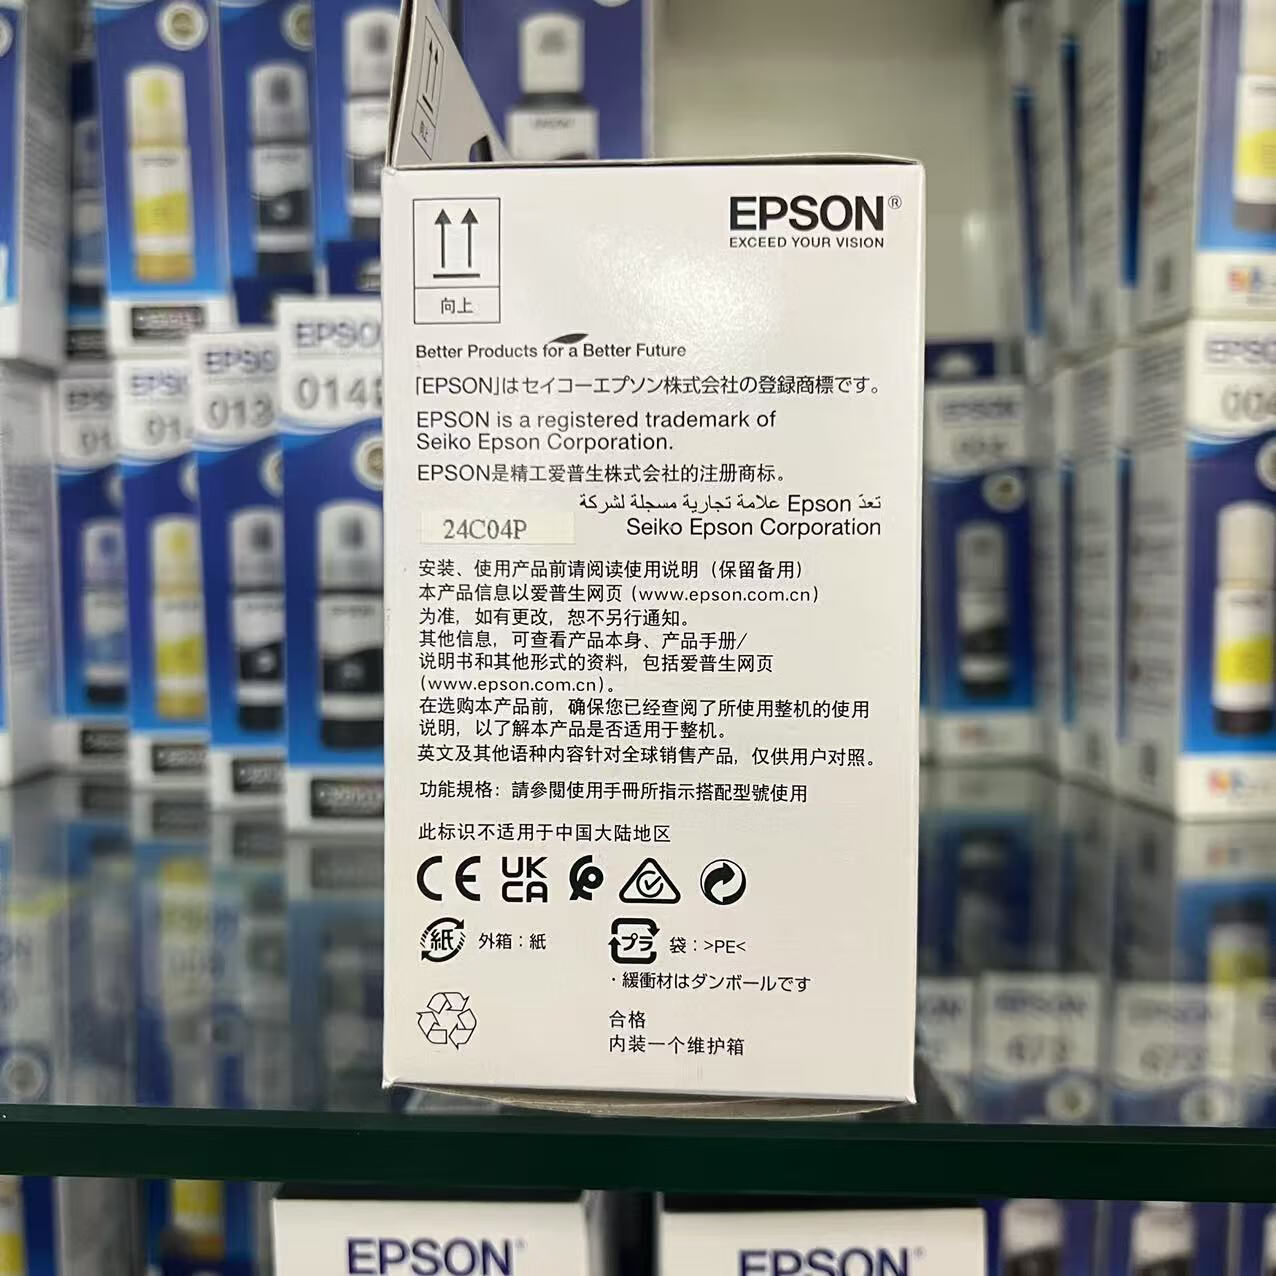 EPSON®
EXCEED YOUR VISION
向上
Better Products for a Better Future
「EPSON」はセイコーエプソン株式会社の登録商標です。
EPSON is a registered trademark of
Seiko Epson Corporation.
EPSON是精工爱普生株式会社的注册商标。
تعدّ Epson علامة تجارية مسجلة لشركة
Seiko Epson Corporation
24C04P
安装、使用产品前请阅读使用说明（保留备用）
本产品信息以爱普生网页 (www.epson.com.cn)
为准，如有更改，恕不另行通知。
其他信息，可查看产品本身、产品手册/
说明书和其他形式的资料，包括爱普生网页
(www.epson.com.cn)。
在选购本产品前，确保您已经查阅了所使用整机的使用
说明，以了解本产品是否适用于整机。
英文及其他语种内容针对全球销售产品，仅供用户对照。
功能規格：請參閱使用手冊所指示搭配型號使用
此标识不适用于中国大陆地区
CE UK CA
紙 外箱：紙
プラ 袋：>PE<
・緩衝材はダンボールです
合格
内装一个维护箱
EPSO
014
EPSO
013
EPSON
EPSON